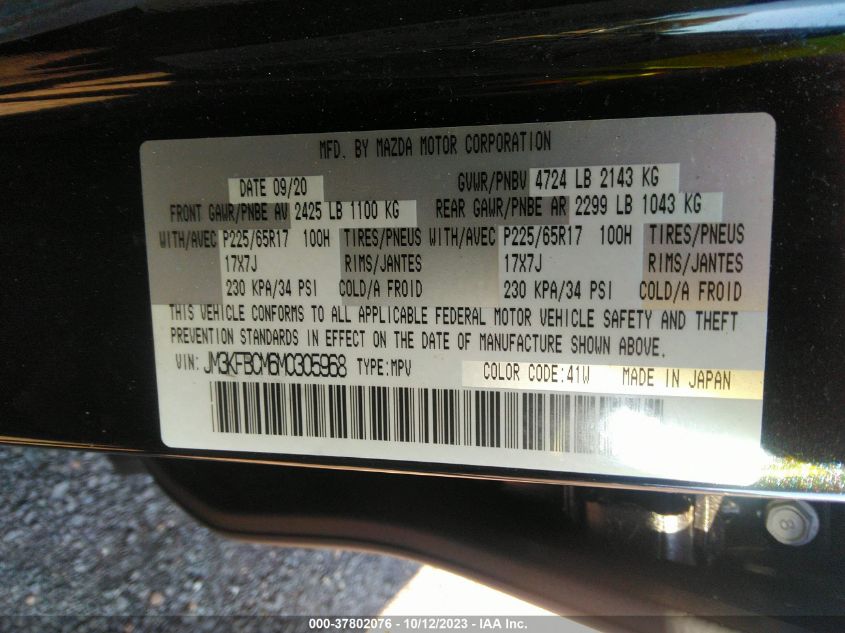 MFD. BY MAZDA MOTOR CORPORATION
DATE 09/20 GVWR/PNBV 4724 LB 2143 KG
FRONT GAWR/PNBE AV 2425 LB 1100 KG REAR GAWR/PNBE AR 2299 LB 1043 KG
WITH/AVEC P225/65R17 100H TIRES/PNEUS WITH/AVEC P225/65R17 100H TIRES/PNEUS
17X7J RIMS/JANTES 17X7J RIMS/JANTES
230 KPA/34 PSI COLD/A FROID 230 KPA/34 PSI COLD/A FROID
THIS VEHICLE CONFORMS TO ALL APPLICABLE FEDERAL MOTOR VEHICLE SAFETY AND THEFT
PREVENTION STANDARDS IN EFFECT ON THE DATE OF MANUFACTURE SHOWN ABOVE.
VIN: JM3KFBCM6M0305968 TYPE:MPV COLOR CODE:41W MADE IN JAPAN
8
000-37802076 - 10/12/2023 - IAA Inc.